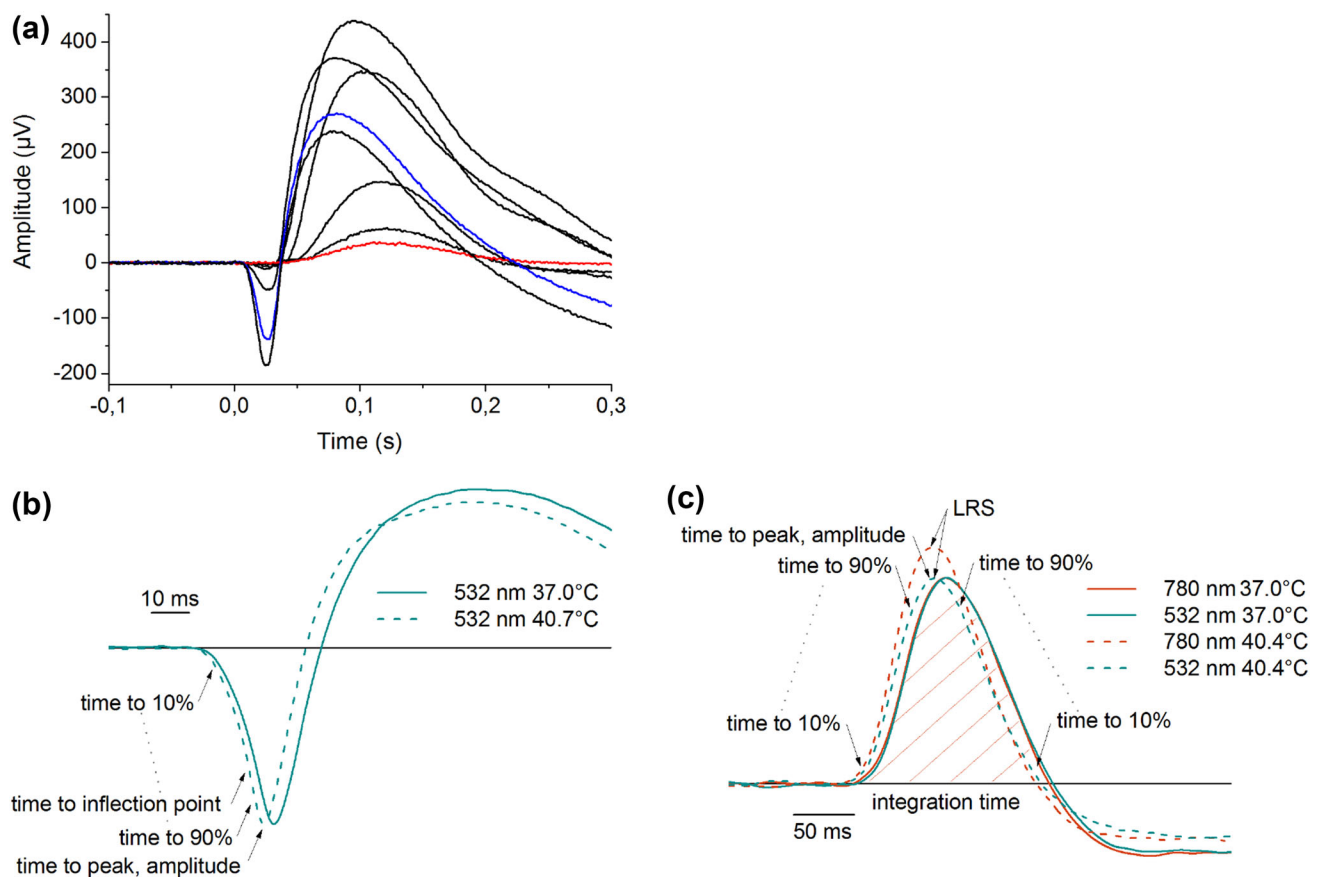 (a)
400
300
200
100
0
-100
-200
Amplitude (µV)
-0,1 0,0 0,1 0,2 0,3
Time (s)
(b)
10 ms
532 nm 37.0°C
532 nm 40.7°C
time to 10%
time to inflection point
time to 90%
time to peak, amplitude
(c)
LRS
time to peak, amplitude
time to 90%
time to 90%
780 nm 37.0°C
532 nm 37.0°C
780 nm 40.4°C
532 nm 40.4°C
time to 10%
time to 10%
integration time
50 ms